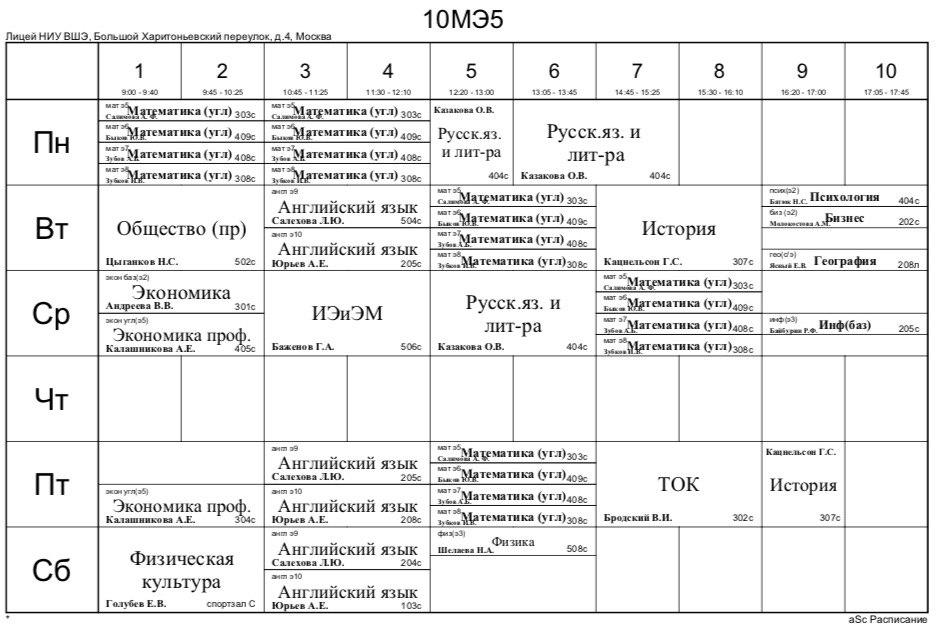 10МЭ5
Лицей НИУ ВШЭ, Большой Харитоньевский переулок, д.4, Москва
1 2 3 4 5 6 7 8 9 10
9:00 - 9:40 9:45 - 10:25 10:45 - 11:25 11:30 - 12:10 12:20 - 13:00 13:05 - 13:45 14:45 - 15:25 15:30 - 16:10 16:20 - 17:00 17:05 - 17:45
Пн
мат э5 Математика (угл) 303с
Салимова А. Ф.
мат э6 Математика (угл) 409с
Быков Ю.В.
мат э7 Математика (угл) 408с
Зубов А.Б.
мат э8 Математика (угл) 308с
Зубков И.В.
мат э5 Математика (угл) 303с
Салимова А. Ф.
мат э6 Математика (угл) 409с
Быков Ю.В.
мат э7 Математика (угл) 408с
Зубов А.Б.
мат э8 Математика (угл) 308с
Зубков И.В.
Казакова О.В.
Русск.яз.
и лит-ра
404с
Русск.яз. и
лит-ра
Казакова О.В. 404с
Вт
Общество (пр)
Цыганков Н.С. 502с
англ э9
Английский язык
Салехова Л.Ю. 504с
англ э10
Английский язык
Юрьев А.Е. 205с
мат э5 Математика (угл) 303с
Салимова А. Ф.
мат э6 Математика (угл) 409с
Быков Ю.В.
мат э7 Математика (угл) 408с
Зубов А.Б.
мат э8 Математика (угл) 308с
Зубков И.В.
История
Кацнельсон Г.С. 307с
псих(э2) Психология
Батюк Н.С. 404с
биз (э2) Бизнес
Молокостова А.М. 202с
гео(с/э) География
Ясный Е.В. 208л
Ср
экон баз(э2)
Экономика
Андреева В.В. 301с
экон угл(э5)
Экономика проф.
Калашникова А.Е. 405с
ИЭиЭМ
Баженов Г.А. 506с
Русск.яз. и
лит-ра
Казакова О.В. 404с
мат э5 Математика (угл) 303с
Салимова А. Ф.
мат э6 Математика (угл) 409с
Быков Ю.В.
мат э7 Математика (угл) 408с
Зубов А.Б.
мат э8 Математика (угл) 308с
Зубков И.В.
инф(э3) Инф(баз)
Байбурин Р.Ф. 205с
Чт
Пт
экон угл(э5)
Экономика проф.
Калашникова А.Е. 304с
англ э9
Английский язык
Салехова Л.Ю. 205с
англ э10
Английский язык
Юрьев А.Е. 208с
мат э5 Математика (угл) 303с
Салимова А. Ф.
мат э6 Математика (угл) 409с
Быков Ю.В.
мат э7 Математика (угл) 408с
Зубов А.Б.
мат э8 Математика (угл) 308с
Зубков И.В.
ТОК
Бродский В.И. 302с
Кацнельсон Г.С.
История
307с
Сб
Физическая
культура
Голубев Е.В. спортзал С
англ э9
Английский язык
Салехова Л.Ю. 204с
англ э10
Английский язык
Юрьев А.Е. 103с
физ(э3) Физика
Шелаева Н.А. 508с
*
aSc Расписание